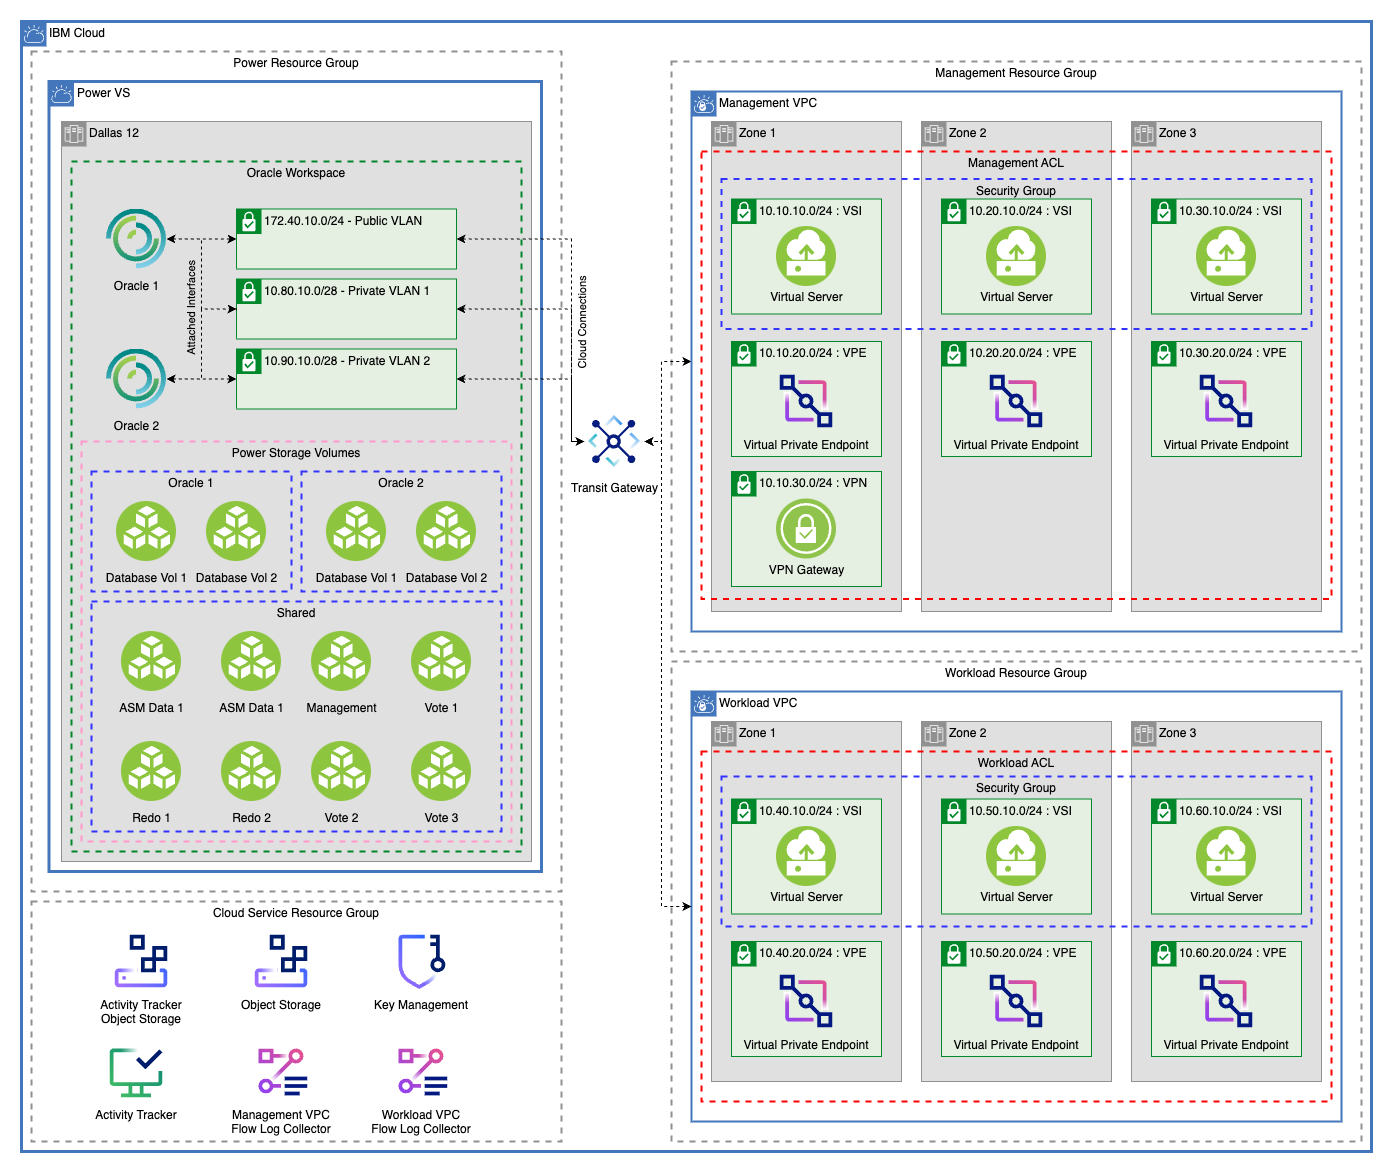 IBM Cloud
Power Resource Group
Power VS
Dallas 12
Oracle Workspace
Oracle 1
172.40.10.0/24 - Public VLAN
Attached Interfaces
10.80.10.0/28 - Private VLAN 1
Oracle 2
10.90.10.0/28 - Private VLAN 2
Cloud Connections
Transit Gateway
Power Storage Volumes
Oracle 1
Database Vol 1
Database Vol 2
Oracle 2
Database Vol 1
Database Vol 2
Shared
ASM Data 1
ASM Data 1
Management
Vote 1
Redo 1
Redo 2
Vote 2
Vote 3
Cloud Service Resource Group
Activity Tracker
Object Storage
Object Storage
Key Management
Activity Tracker
Management VPC
Flow Log Collector
Workload VPC
Flow Log Collector
Management Resource Group
Management VPC
Zone 1
Zone 2
Zone 3
Management ACL
Security Group
10.10.10.0/24 : VSI
Virtual Server
10.20.10.0/24 : VSI
Virtual Server
10.30.10.0/24 : VSI
Virtual Server
10.10.20.0/24 : VPE
Virtual Private Endpoint
10.20.20.0/24 : VPE
Virtual Private Endpoint
10.30.20.0/24 : VPE
Virtual Private Endpoint
10.10.30.0/24 : VPN
VPN Gateway
Workload Resource Group
Workload VPC
Zone 1
Zone 2
Zone 3
Workload ACL
Security Group
10.40.10.0/24 : VSI
Virtual Server
10.50.10.0/24 : VSI
Virtual Server
10.60.10.0/24 : VSI
Virtual Server
10.40.20.0/24 : VPE
Virtual Private Endpoint
10.50.20.0/24 : VPE
Virtual Private Endpoint
10.60.20.0/24 : VPE
Virtual Private Endpoint